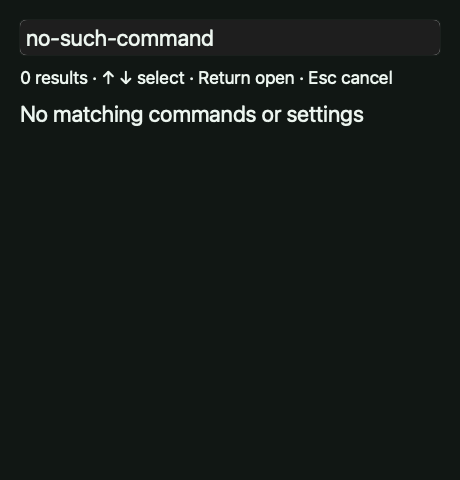 no-such-command
0 results · ↑ ↓ select · Return open · Esc cancel
No matching commands or settings